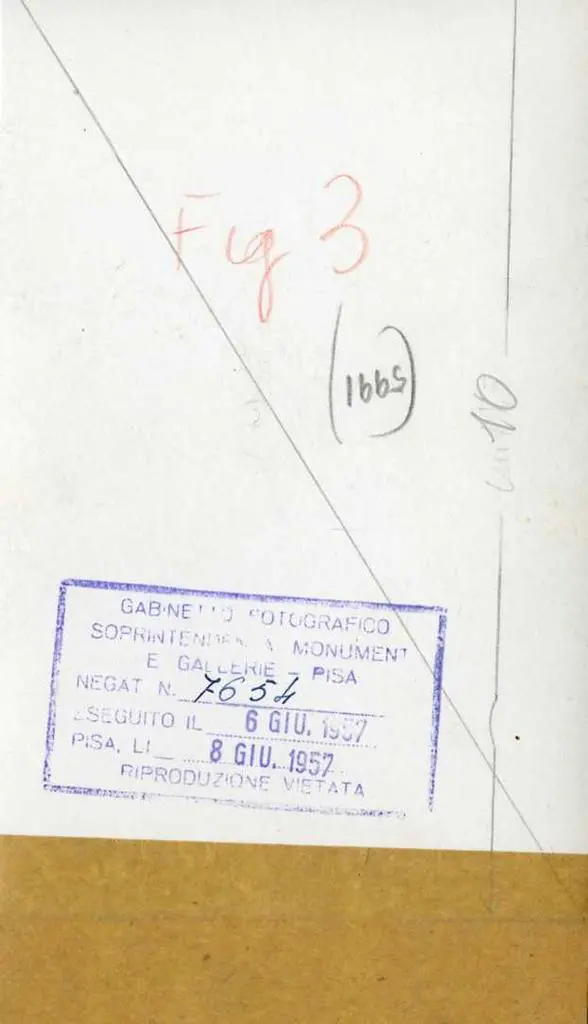 Fig 3
(1665)
cm 10
GABINETTO FOTOGRAFICO
SOPRINTENDENZA MONUMENTI
E GALLERIE - PISA
NEGAT. N. 7654
ESEGUITO IL 6 GIU. 1957
PISA, LI 8 GIU. 1957
RIPRODUZIONE VIETATA